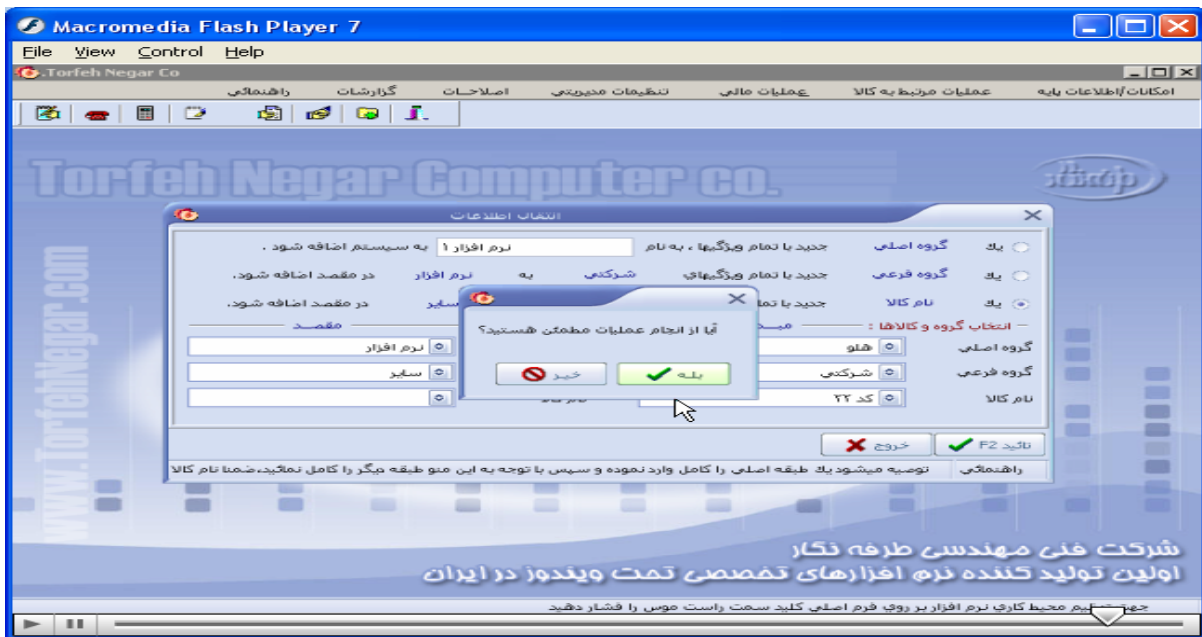 Macromedia Flash Player 7
File View Control Help
.Torfeh Negar Co
امکانات/اطلاعات پایه عملیات مرتبط به کالا عملیات مالی تنظیمات مدیریتی اصلاحات گزارشات راهنمائی
Torfeh Negar Computer co.
www.TorfehNegar.com
انتقال اطلاعات
یك گروه اصلی جدید با تمام ویژگیها ، به نام نرم افزار ۱ به سیستم اضافه شود .
یك گروه فرعی جدید با تمام ویژگیهای شرکتی به نرم افزار در مقصد اضافه شود.
یك نام کالا جدید با سایر در مقصد اضافه شود.
انتخاب گروه و کالاها : مقصد
گروه اصلی هلو نرم افزار
گروه فرعی شرکتی سایر
نام کالا کد ۲۲
آیا از انجام عملیات مطمئن هستید؟
بله خیر
تائید F2 خروج
راهنمائی توصیه میشود یك طبقه اصلی را کامل وارد نموده و سپس با توجه به این منو طبقه دیگر را کامل نمائید،ضمنا نام کالا
شرکت فنی مهندسی طرفه نگار
اولین تولید کننده نرم افزارهای تخصصی تحت ویندوز در ایران
محیط کاری نرم افزار بر روی فرم اصلی کلید سمت راست موس را فشار دهید